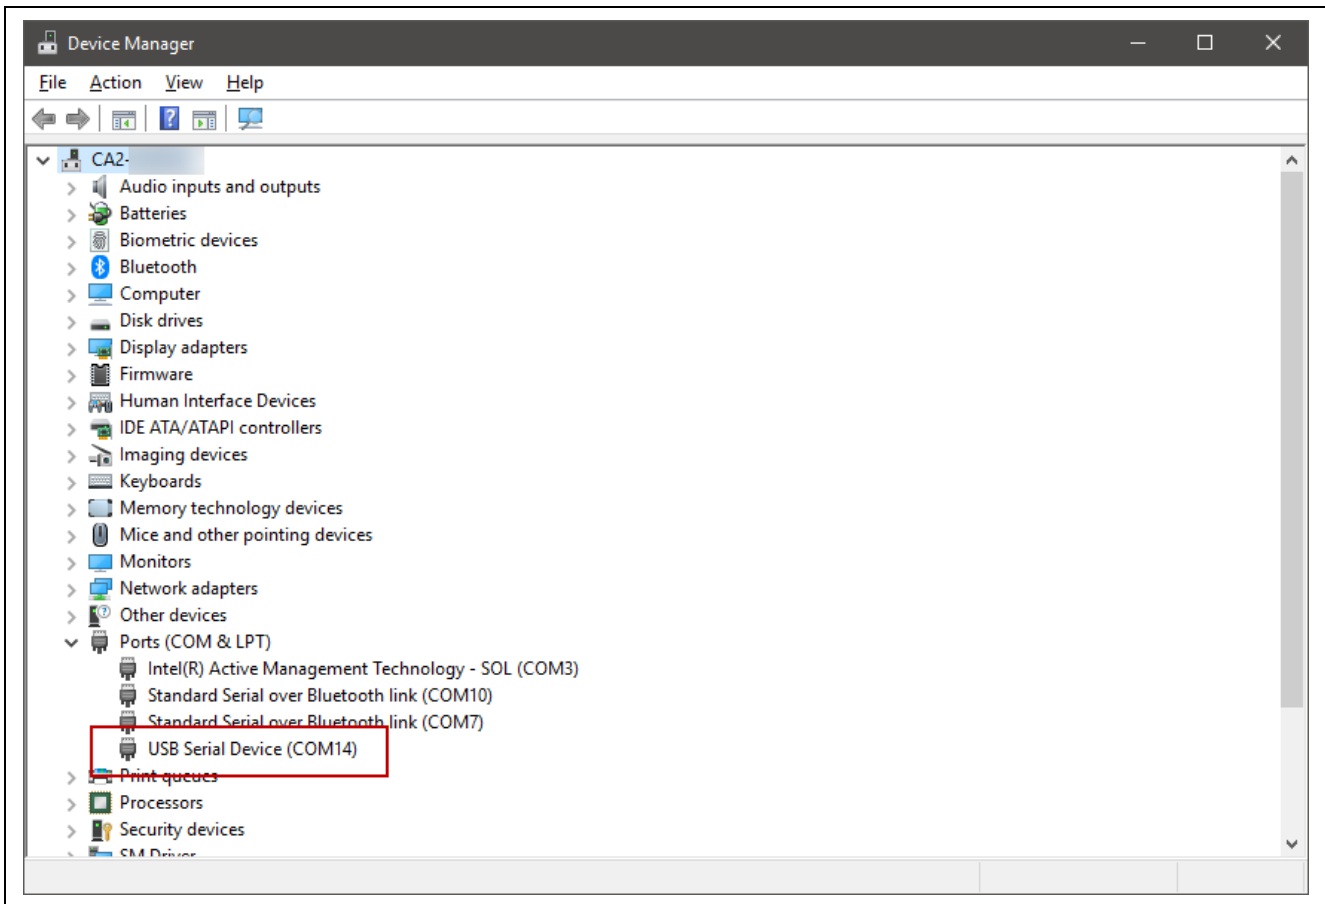 Device Manager
File Action View Help
CA2-
Audio inputs and outputs
Batteries
Biometric devices
Bluetooth
Computer
Disk drives
Display adapters
Firmware
Human Interface Devices
IDE ATA/ATAPI controllers
Imaging devices
Keyboards
Memory technology devices
Mice and other pointing devices
Monitors
Network adapters
Other devices
Ports (COM & LPT)
Intel(R) Active Management Technology - SOL (COM3)
Standard Serial over Bluetooth link (COM10)
Standard Serial over Bluetooth link (COM7)
USB Serial Device (COM14)
Print queues
Processors
Security devices
SM Driver